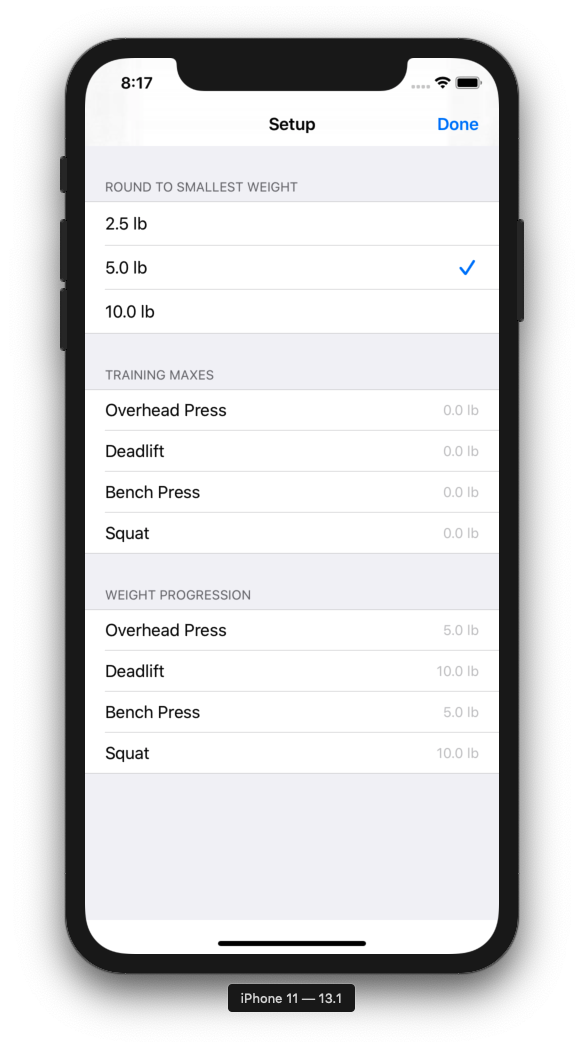 8:17
Setup Done
ROUND TO SMALLEST WEIGHT
2.5 lb
5.0 lb
10.0 lb
TRAINING MAXES
Overhead Press 0.0 lb
Deadlift 0.0 lb
Bench Press 0.0 lb
Squat 0.0 lb
WEIGHT PROGRESSION
Overhead Press 5.0 lb
Deadlift 10.0 lb
Bench Press 5.0 lb
Squat 10.0 lb
iPhone 11 — 13.1